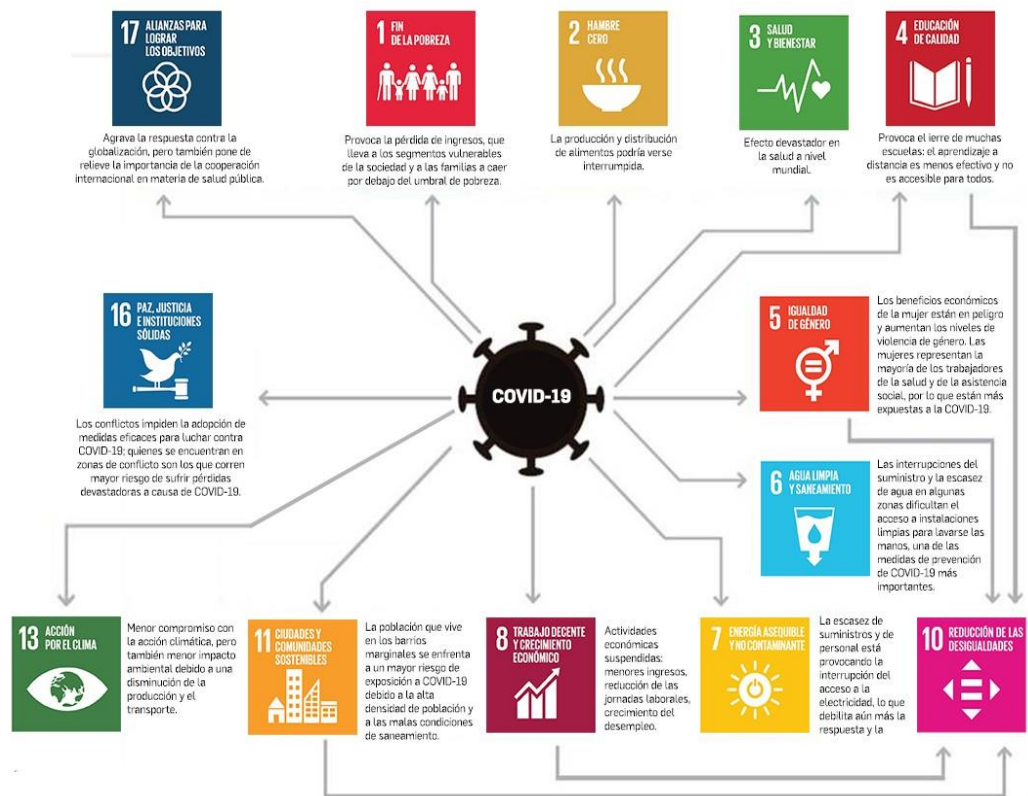 17 ALIANZAS PARA
LOGRAR
LOS OBJETIVOS
Agrava la respuesta contra la
globalización, pero también pone de
relieve la importancia de la cooperación
internacional en materia de salud pública.
1 FIN
DE LA POBREZA
Provoca la pérdida de ingresos, que
lleva a los segmentos vulnerables
de la sociedad y a las familias a caer
por debajo del umbral de pobreza.
2 HAMBRE
CERO
La producción y distribución
de alimentos podría verse
interrumpida.
3 SALUD
Y BIENESTAR
Efecto devastador en
la salud a nivel
mundial.
4 EDUCACIÓN
DE CALIDAD
Provoca el ierre de muchas
escuelas: el aprendizaje a
distancia es menos efectivo y no
es accesible para todos.
16 PAZ, JUSTICIA
E INSTITUCIONES
SÓLIDAS
Los conflictos impiden la adopción de
medidas eficaces para luchar contra
COVID-19; quienes se encuentran en
zonas de conflicto son los que corren
mayor riesgo de sufrir pérdidas
devastadoras a causa de COVID-19.
COVID-19
5 IGUALDAD
DE GÉNERO
Los beneficios económicos
de la mujer están en peligro
y aumentan los niveles de
violencia de género. Las
mujeres representan la
mayoría de los trabajadores
de la salud y de la asistencia
social, por lo que están más
expuestas a la COVID-19.
6 AGUA LIMPIA
Y SANEAMIENTO
Las interrupciones del
suministro y la escasez
de agua en algunas
zonas dificultan el
acceso a instalaciones
limpias para lavarse las
manos, una de las
medidas de prevención
de COVID-19 más
importantes.
13 ACCIÓN
POR EL CLIMA
Menor compromiso con
la acción climática, pero
también menor impacto
ambiental debido a una
disminución de la
producción y el
transporte.
11 CIUDADES Y
COMUNIDADES
SOSTENIBLES
La población que vive
en los barrios
marginales se enfrenta
a un mayor riesgo de
exposición a COVID-19
debido a la alta
densidad de población y
a las malas condiciones
de saneamiento.
8 TRABAJO DECENTE
Y CRECIMIENTO
ECONÓMICO
Actividades
económicas
suspendidas:
menores ingresos,
reducción de las
jornadas laborales,
crecimiento del
desempleo.
7 ENERGÍA ASEQUIBLE
Y NO CONTAMINANTE
La escasez de
suministros y de
personal está
provocando la
interrupción del
acceso a la
electricidad, lo que
debilita aún más la
respuesta y la
10 REDUCCIÓN DE LAS
DESIGUALDADES